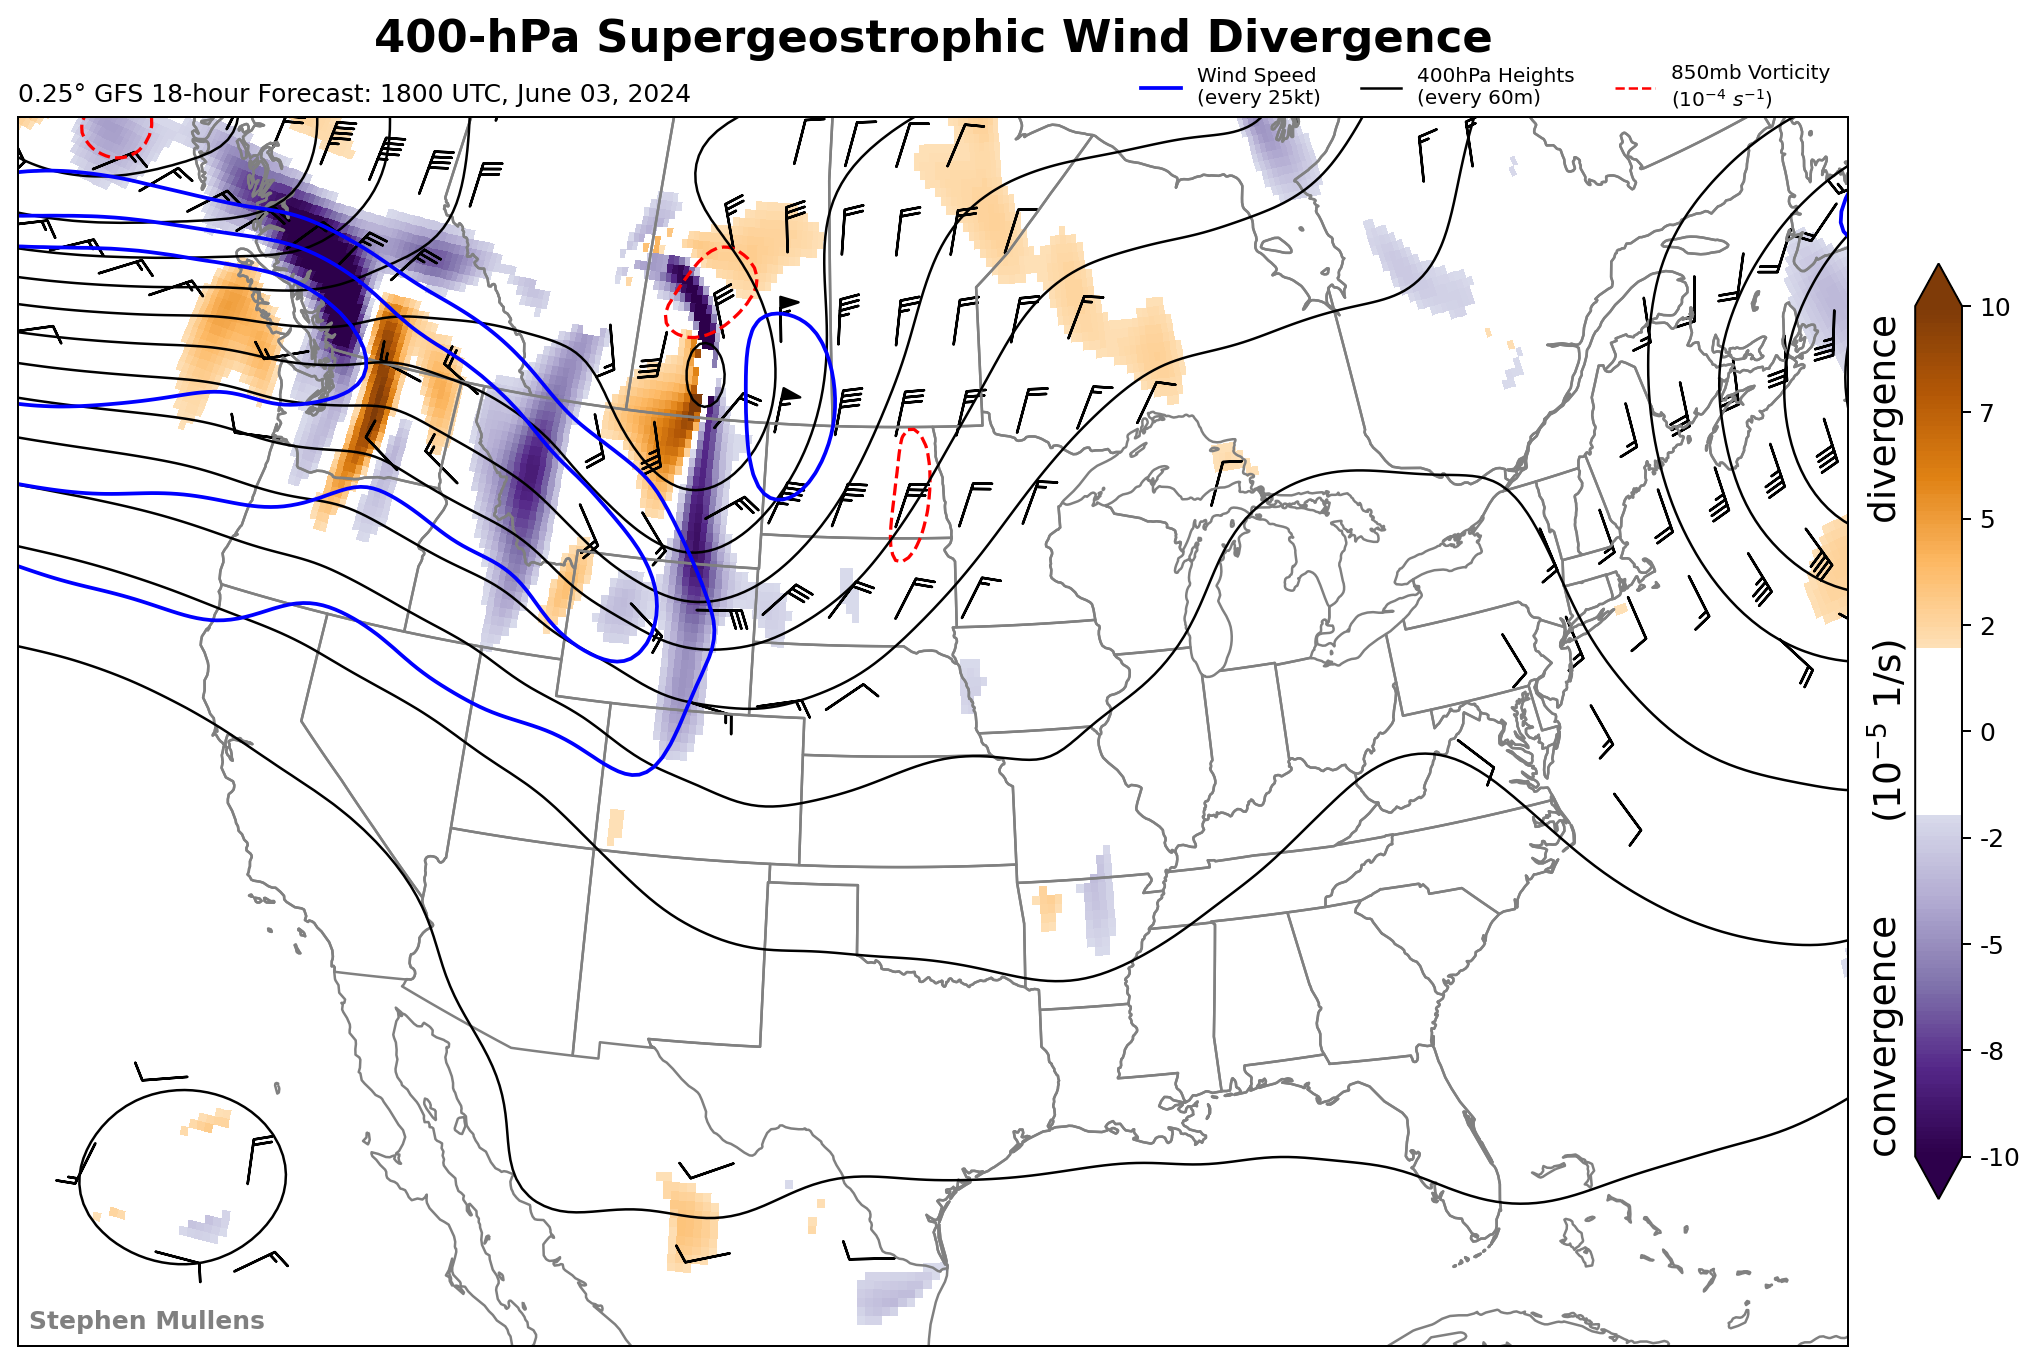 400-hPa Supergeostrophic Wind Divergence
0.25° GFS 18-hour Forecast: 1800 UTC, June 03, 2024
Wind Speed
(every 25kt)
400hPa Heights
(every 60m)
850mb Vorticity
(10⁻⁴ s⁻¹)
10
7
5
2
0
-2
-5
-8
-10
convergence (10⁻⁵ 1/s) divergence
Stephen Mullens